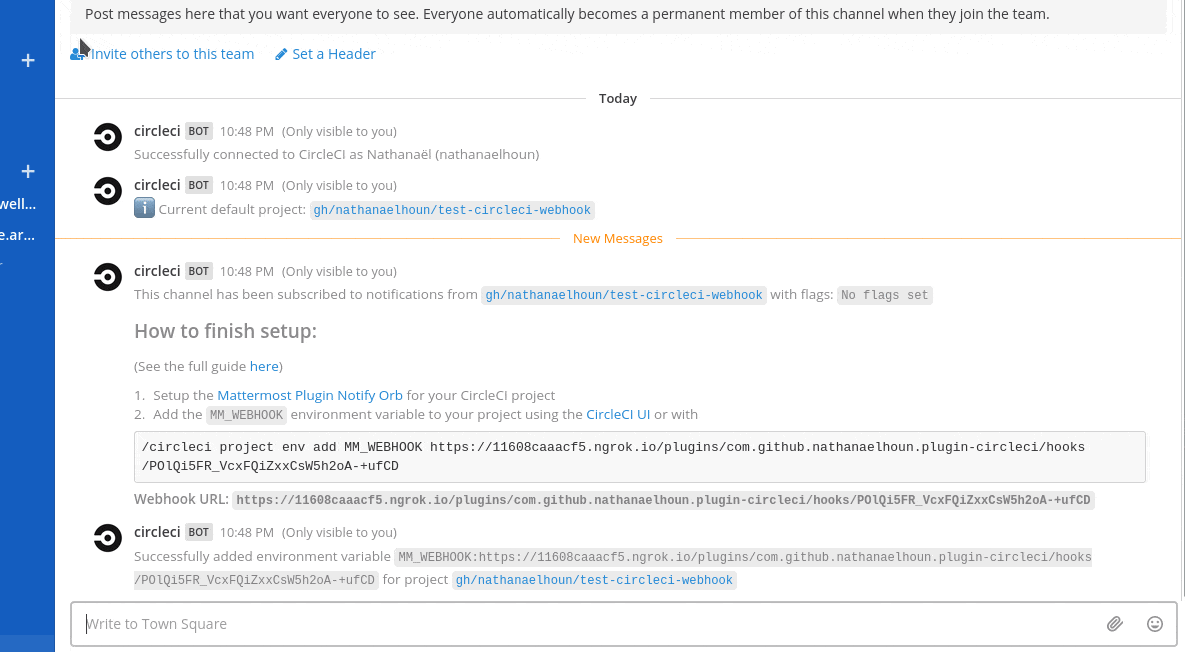 Post messages here that you want everyone to see. Everyone automatically becomes a permanent member of this channel when they join the team.
Invite others to this team Set a Header
Today
circleci BOT 10:48 PM (Only visible to you)
Successfully connected to CircleCI as Nathanaël (nathanaelhoun)
circleci BOT 10:48 PM (Only visible to you)
Current default project: gh/nathanaelhoun/test-circleci-webhook
well...
e.ar...
New Messages
circleci BOT 10:48 PM (Only visible to you)
This channel has been subscribed to notifications from gh/nathanaelhoun/test-circleci-webhook with flags: No flags set
How to finish setup:
(See the full guide here)
1. Setup the Mattermost Plugin Notify Orb for your CircleCI project
2. Add the MM_WEBHOOK environment variable to your project using the CircleCI UI or with
/circleci project env add MM_WEBHOOK https://11608caaacf5.ngrok.io/plugins/com.github.nathanaelhoun.plugin-circleci/hooks
/POlQi5FR_VcxFQiZxxCsW5h2oA-+ufCD
Webhook URL: https://11608caaacf5.ngrok.io/plugins/com.github.nathanaelhoun.plugin-circleci/hooks/POlQi5FR_VcxFQiZxxCsW5h2oA-+ufCD
circleci BOT 10:48 PM (Only visible to you)
Successfully added environment variable MM_WEBHOOK:https://11608caaacf5.ngrok.io/plugins/com.github.nathanaelhoun.plugin-circleci/hooks
/POlQi5FR_VcxFQiZxxCsW5h2oA-+ufCD for project gh/nathanaelhoun/test-circleci-webhook
Write to Town Square